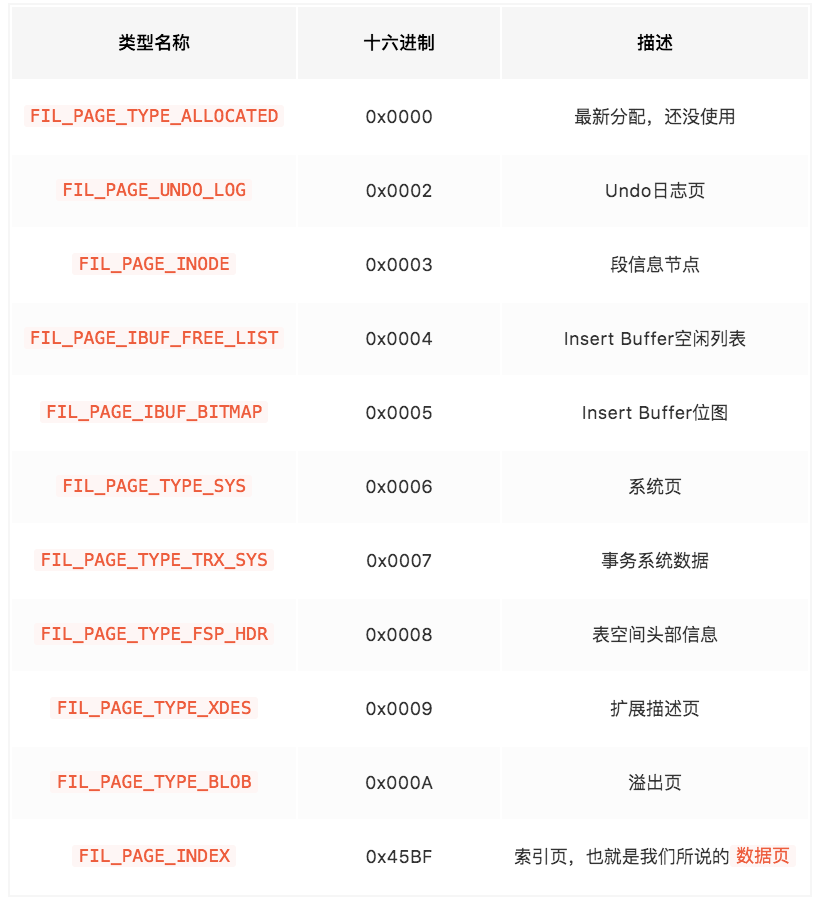 类型名称 十六进制 描述
FIL_PAGE_TYPE_ALLOCATED 0x0000 最新分配，还没使用
FIL_PAGE_UNDO_LOG 0x0002 Undo日志页
FIL_PAGE_INODE 0x0003 段信息节点
FIL_PAGE_IBUF_FREE_LIST 0x0004 Insert Buffer空闲列表
FIL_PAGE_IBUF_BITMAP 0x0005 Insert Buffer位图
FIL_PAGE_TYPE_SYS 0x0006 系统页
FIL_PAGE_TYPE_TRX_SYS 0x0007 事务系统数据
FIL_PAGE_TYPE_FSP_HDR 0x0008 表空间头部信息
FIL_PAGE_TYPE_XDES 0x0009 扩展描述页
FIL_PAGE_TYPE_BLOB 0x000A 溢出页
FIL_PAGE_INDEX 0x45BF 索引页，也就是我们所说的 数据页